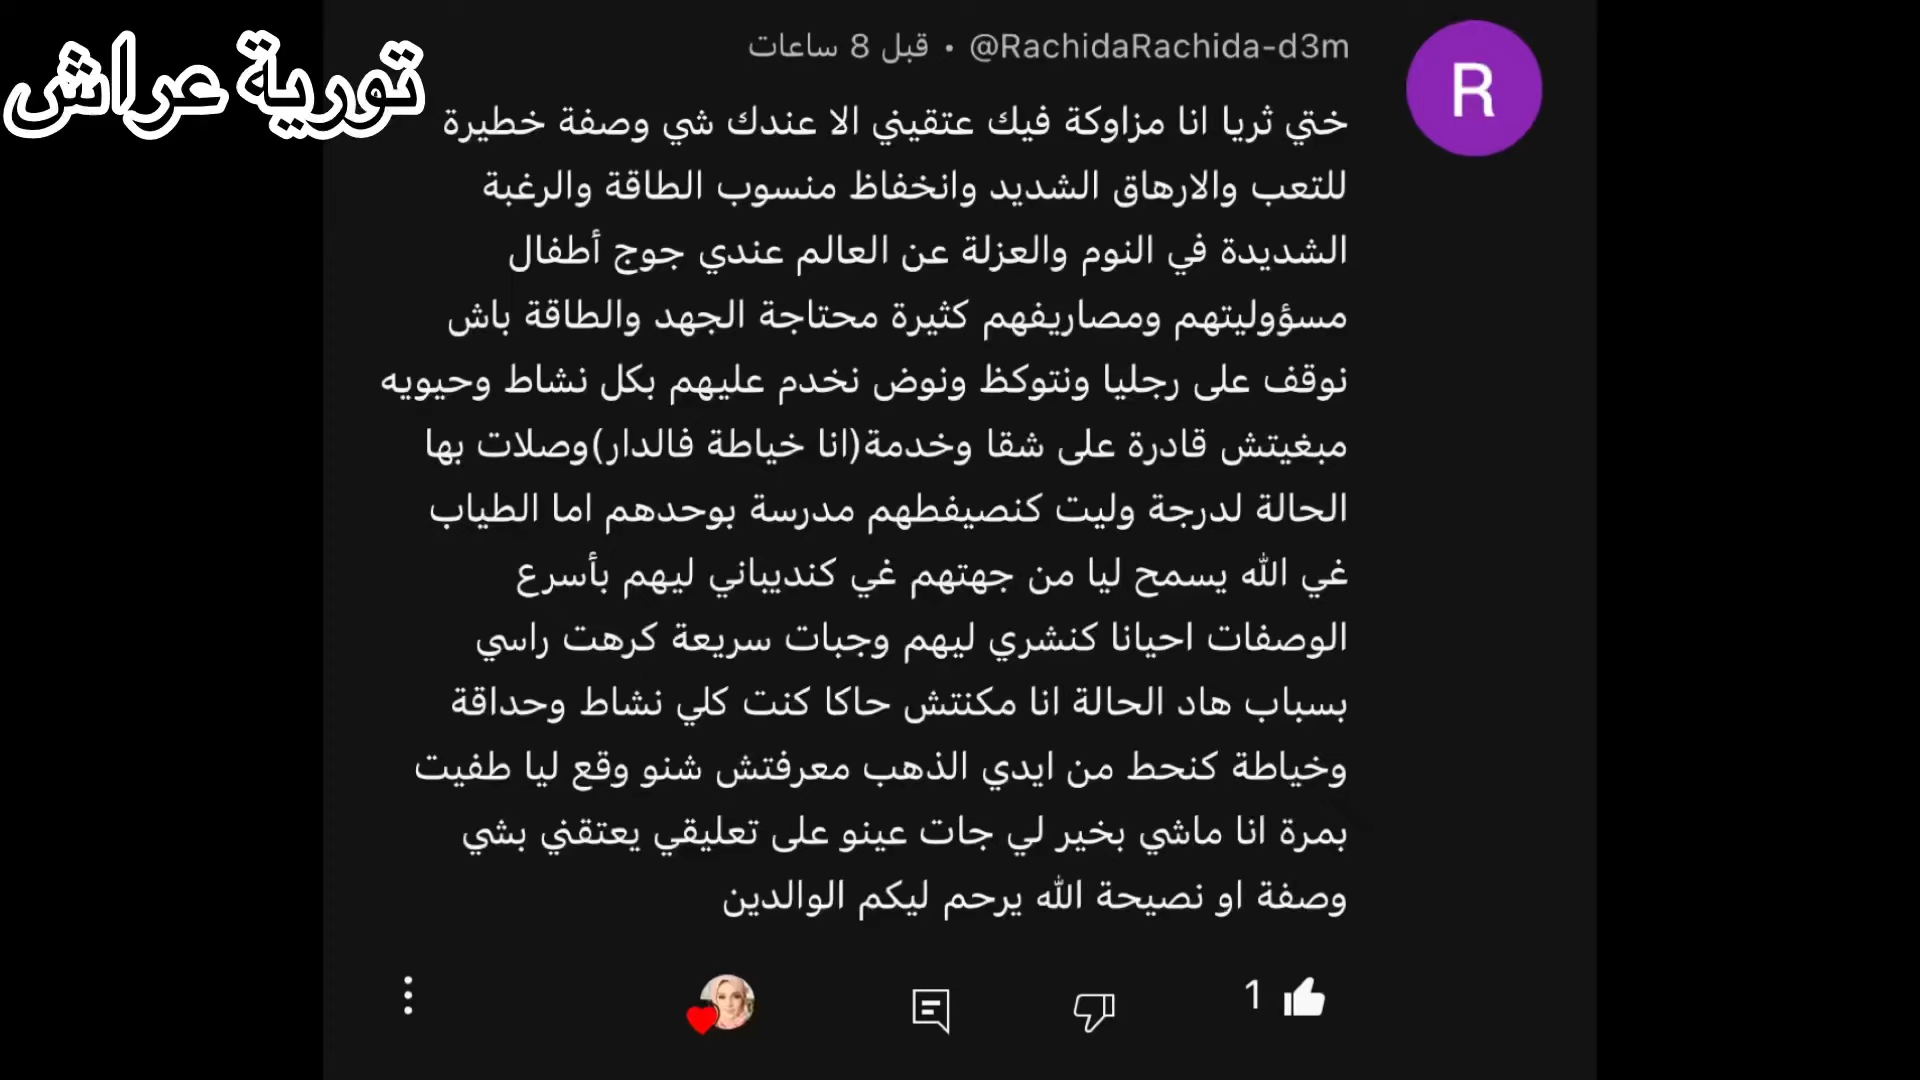 تورية عراش
@RachidaRachida-d3m • قبل 8 ساعات
R
ختي ثريا انا مزاوكة فيك عتقيني الا عندك شي وصفة خطيرة
للتعب والارهاق الشديد وانخفاظ منسوب الطاقة والرغبة
الشديدة في النوم والعزلة عن العالم عندي جوج أطفال
مسؤوليتهم ومصاريفهم كثيرة محتاجة الجهد والطاقة باش
نوقف على رجليا ونتوكظ ونوض نخدم عليهم بكل نشاط وحيويه
مبغيتش قادرة على شقا وخدمة(انا خياطة فالدار)وصلات بها
الحالة لدرجة وليت كنصيفطهم مدرسة بوحدهم اما الطياب
غي الله يسمح ليا من جهتهم غي كنديباني ليهم بأسرع
الوصفات احيانا كنشري ليهم وجبات سريعة كرهت راسي
بسباب هاد الحالة انا مكنتش حاكا كنت كلي نشاط وحداقة
وخياطة كنحط من ايدي الذهب معرفتش شنو وقع ليا طفيت
بمرة انا ماشي بخير لي جات عينو على تعليقي يعتقني بشي
وصفة او نصيحة الله يرحم ليكم الوالدين
1